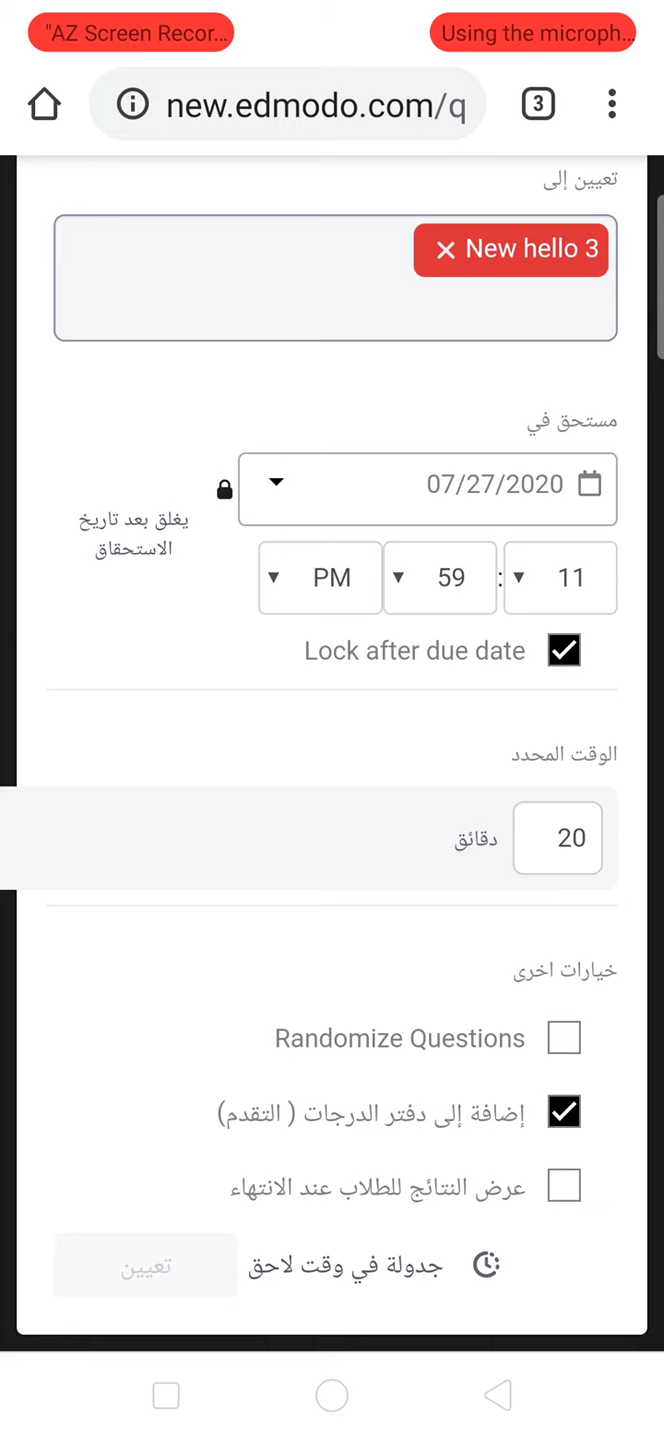 "AZ Screen Recor...
Using the microph...
new.edmodo.com/q
3
تعيين إلى
× New hello 3
مستحق في
07/27/2020
يغلق بعد تاريخ
الاستحقاق
11 : 59 PM
Lock after due date
الوقت المحدد
20 دقائق
خيارات اخرى
Randomize Questions
إضافة إلى دفتر الدرجات ( التقدم)
عرض النتائج للطلاب عند الانتهاء
جدولة في وقت لاحق
تعيين